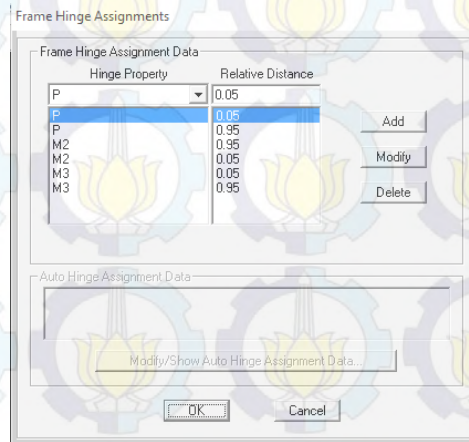 Frame Hinge Assignments
Frame Hinge Assignment Data
Hinge Property Relative Distance
P 0.05
P 0.05
P 0.95
M2 0.95
M2 0.05
M3 0.05
M3 0.95
Add
Modify
Delete
Auto Hinge Assignment Data
Modify/Show Auto Hinge Assignment Data...
OK Cancel